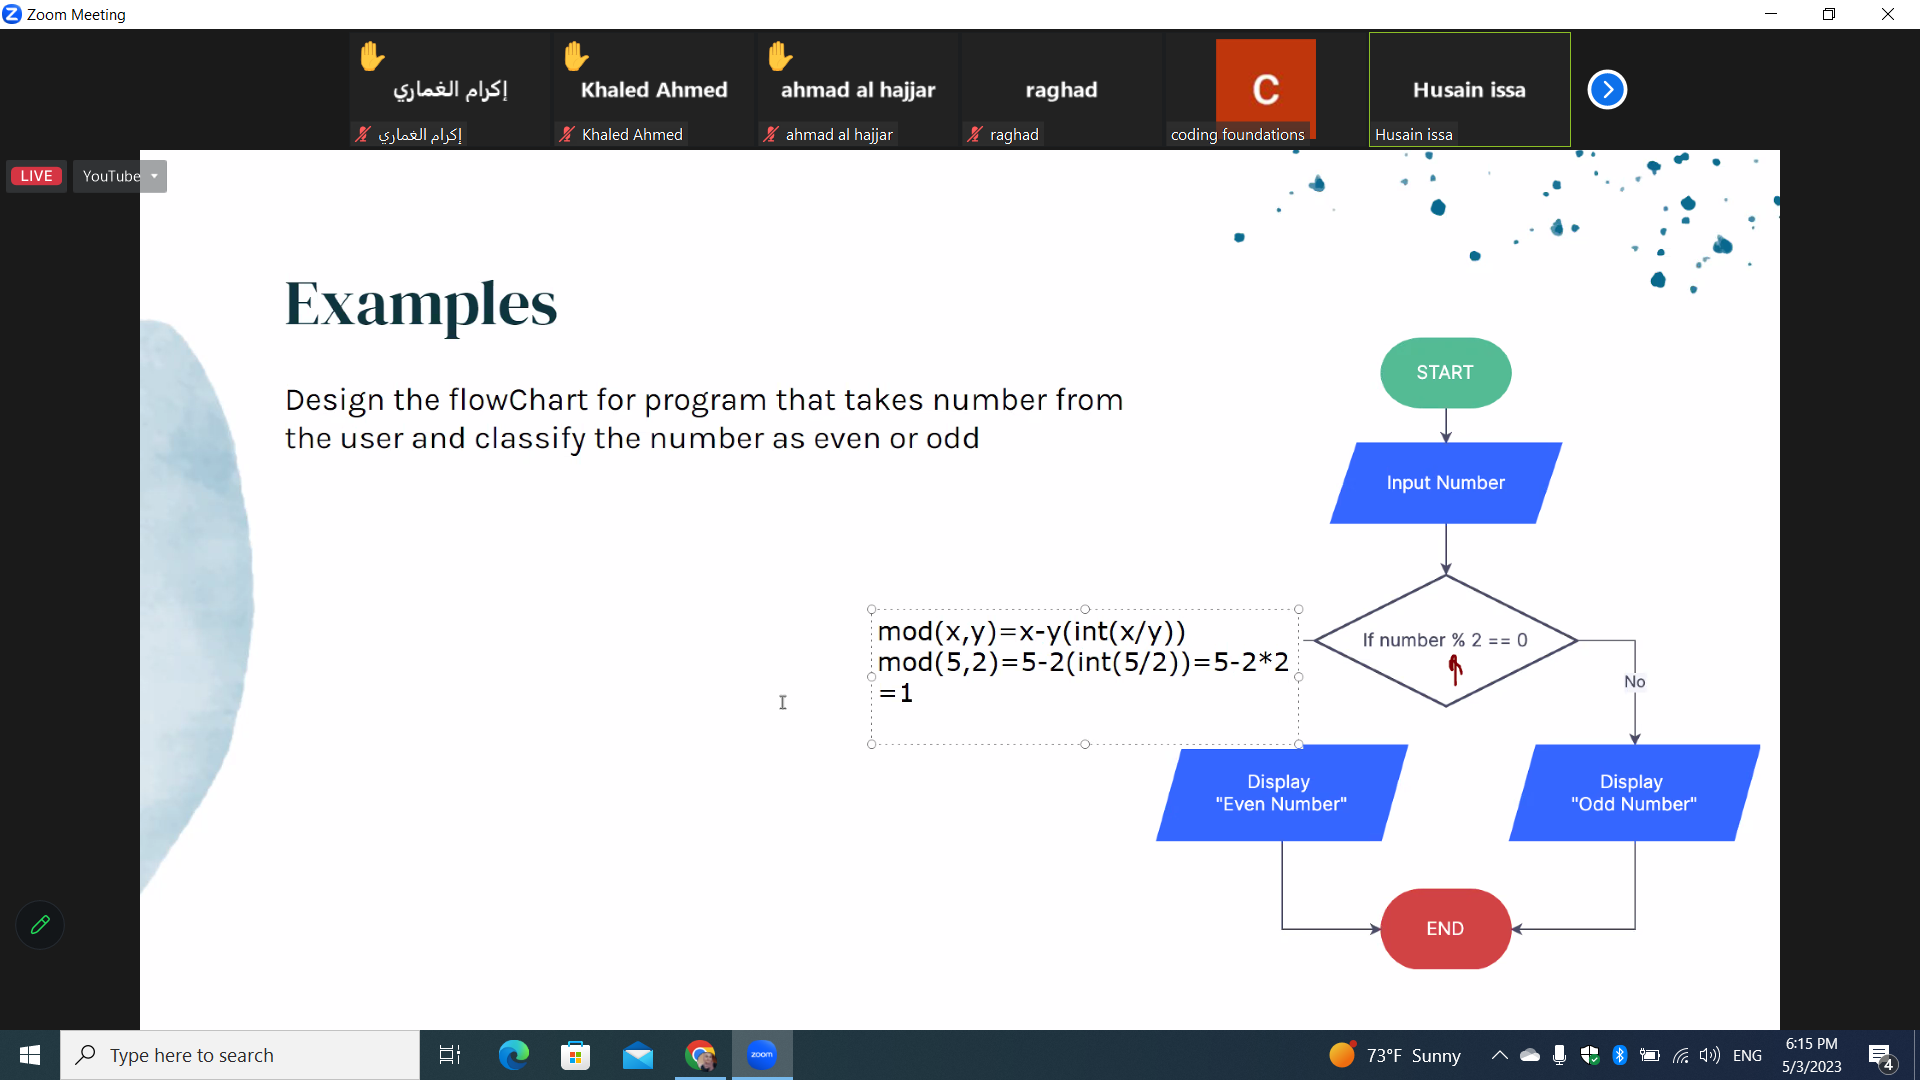 Zoom Meeting
إكرام الغماري
Khaled Ahmed
ahmad al hajjar
raghad
C
Husain issa
إكرام الغماري
Khaled Ahmed
ahmad al hajjar
raghad
coding foundations
Husain issa
LIVE
YouTube
Examples
Design the flowChart for program that takes number from
the user and classify the number as even or odd
START
Input Number
mod(x,y)=x-y(int(x/y))
mod(5,2)=5-2(int(5/2))=5-2*2
=1
If number % 2 == 0
No
Display
"Even Number"
Display
"Odd Number"
END
Type here to search
zoom
73°F Sunny
ENG
6:15 PM
5/3/2023
4